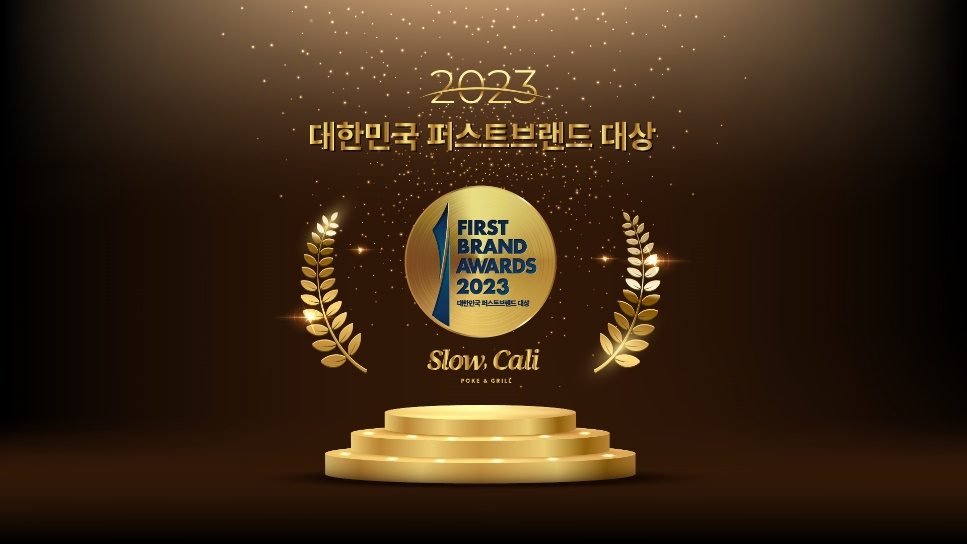 2023
대한민국 퍼스트브랜드 대상
FIRST
BRAND
AWARDS
2023
대한민국 퍼스트브랜드 대상
Slow, Cali
POKE & GRILL